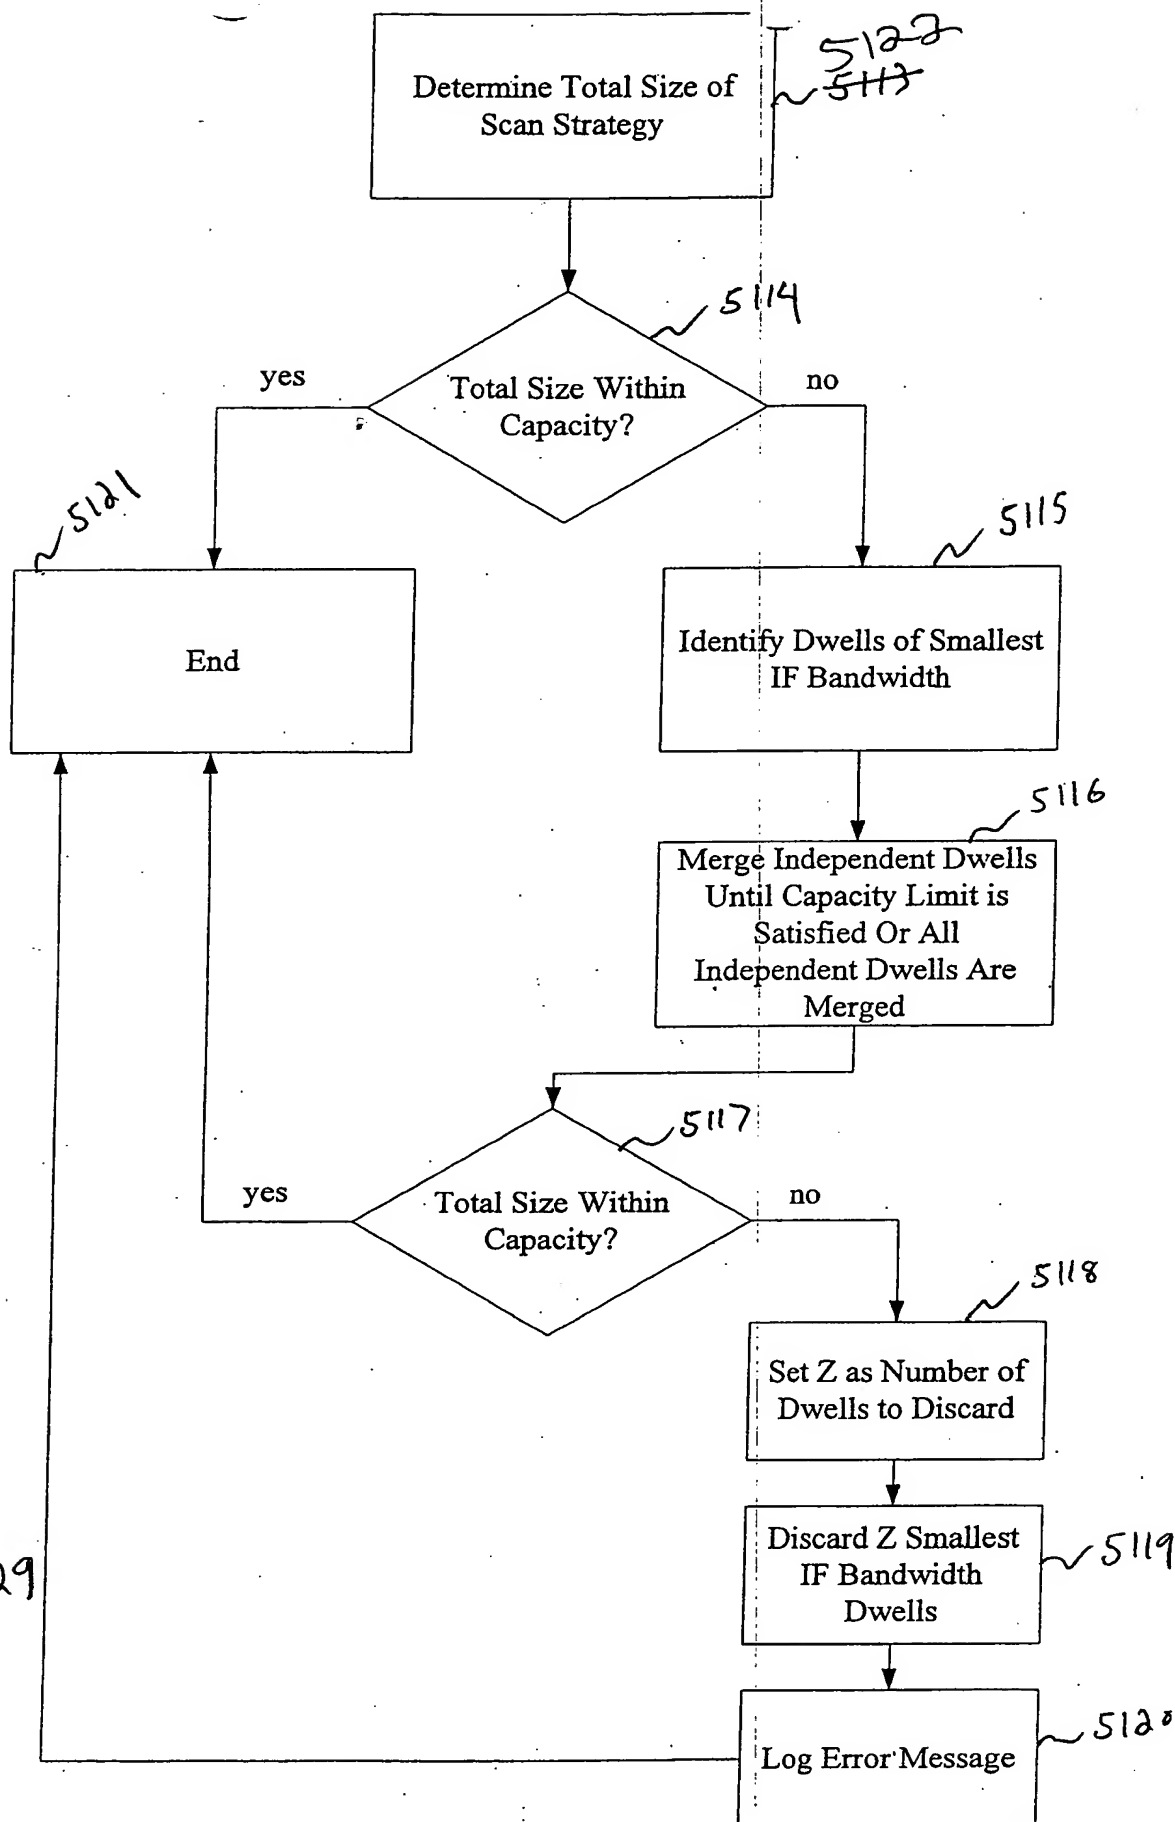 5122
5113
Determine Total Size of
Scan Strategy
5114
yes
Total Size Within
Capacity?
no
5121
5115
End
Identify Dwells of Smallest
IF Bandwidth
5116
Merge Independent Dwells
Until Capacity Limit is
Satisfied Or All
Independent Dwells Are
Merged
5117
yes
Total Size Within
Capacity?
no
5118
Set Z as Number of
Dwells to Discard
Discard Z Smallest
IF Bandwidth
Dwells
5119
29
5120
Log Error Message